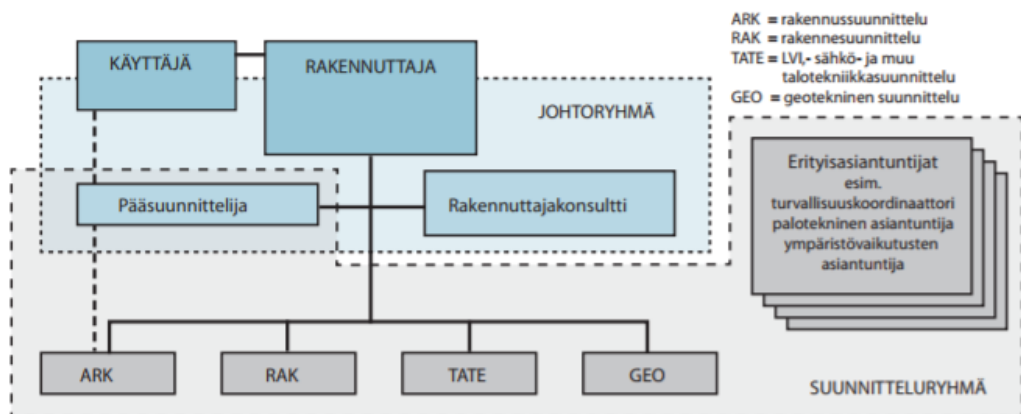 ARK = rakennussuunnittelu
RAK = rakennesuunnittelu
TATE = LVI,- sähkö- ja muu
talotekniikkasuunnittelu
GEO = geotekninen suunnittelu
KÄYTTÄJÄ
RAKENNUTTAJA
JOHTORYHMÄ
Pääsuunnittelija
Rakennuttajakonsultti
Erityisasiantuntijat
esim.
turvallisuuskoordinaattori
palotekninen asiantuntija
ympäristövaikutusten
asiantuntija
ARK
RAK
TATE
GEO
SUUNNITTELURYHMÄ